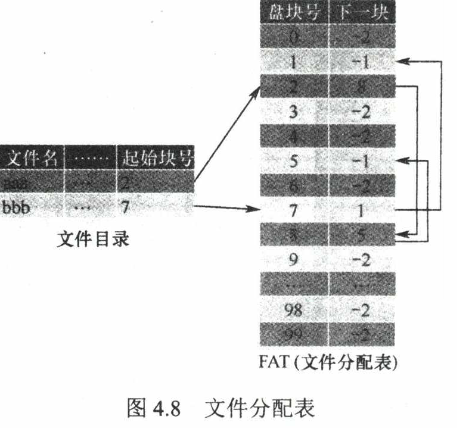 盘块号 下一块
0 -2
1 -1
2 8
3 -2
4 -2
5 -1
6 -2
7 1
8 5
9 -2
… …
98 -2
99 -2
FAT (文件分配表)
文件名 …… 起始块号
aaa … 2
bbb … 7
文件目录
图 4.8 文件分配表